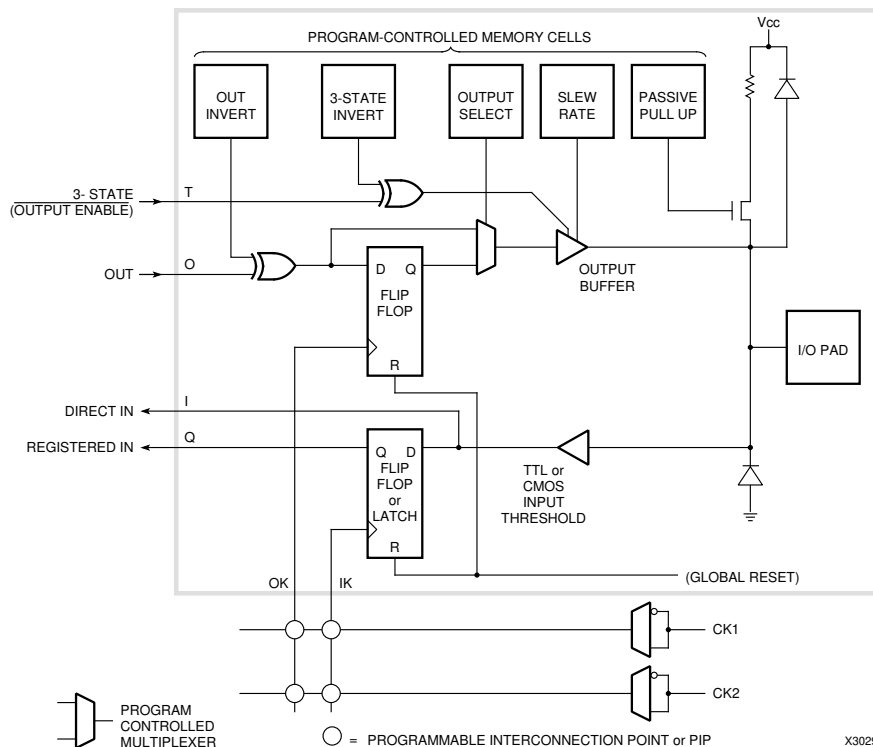 Vcc
PROGRAM-CONTROLLED MEMORY CELLS
OUT
INVERT
3-STATE
INVERT
OUTPUT
SELECT
SLEW
RATE
PASSIVE
PULL UP
3- STATE
(OUTPUT ENABLE)
T
OUT
O
D Q
FLIP
FLOP
R
OUTPUT
BUFFER
I/O PAD
DIRECT IN
I
REGISTERED IN
Q
Q D
FLIP
FLOP
or
LATCH
R
TTL or
CMOS
INPUT
THRESHOLD
OK
IK
(GLOBAL RESET)
CK1
CK2
PROGRAM
CONTROLLED
MULTIPLEXER
= PROGRAMMABLE INTERCONNECTION POINT or PIP